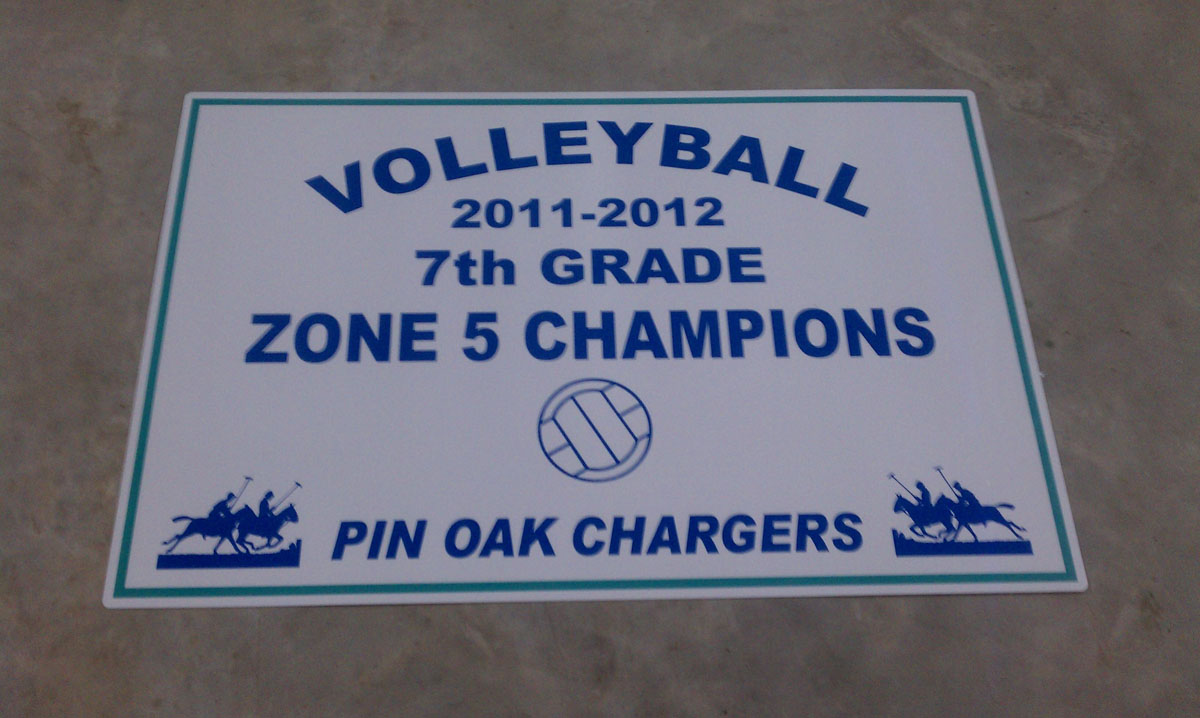 VOLLEYBALL
2011-2012
7th GRADE
ZONE 5 CHAMPIONS
PIN OAK CHARGERS